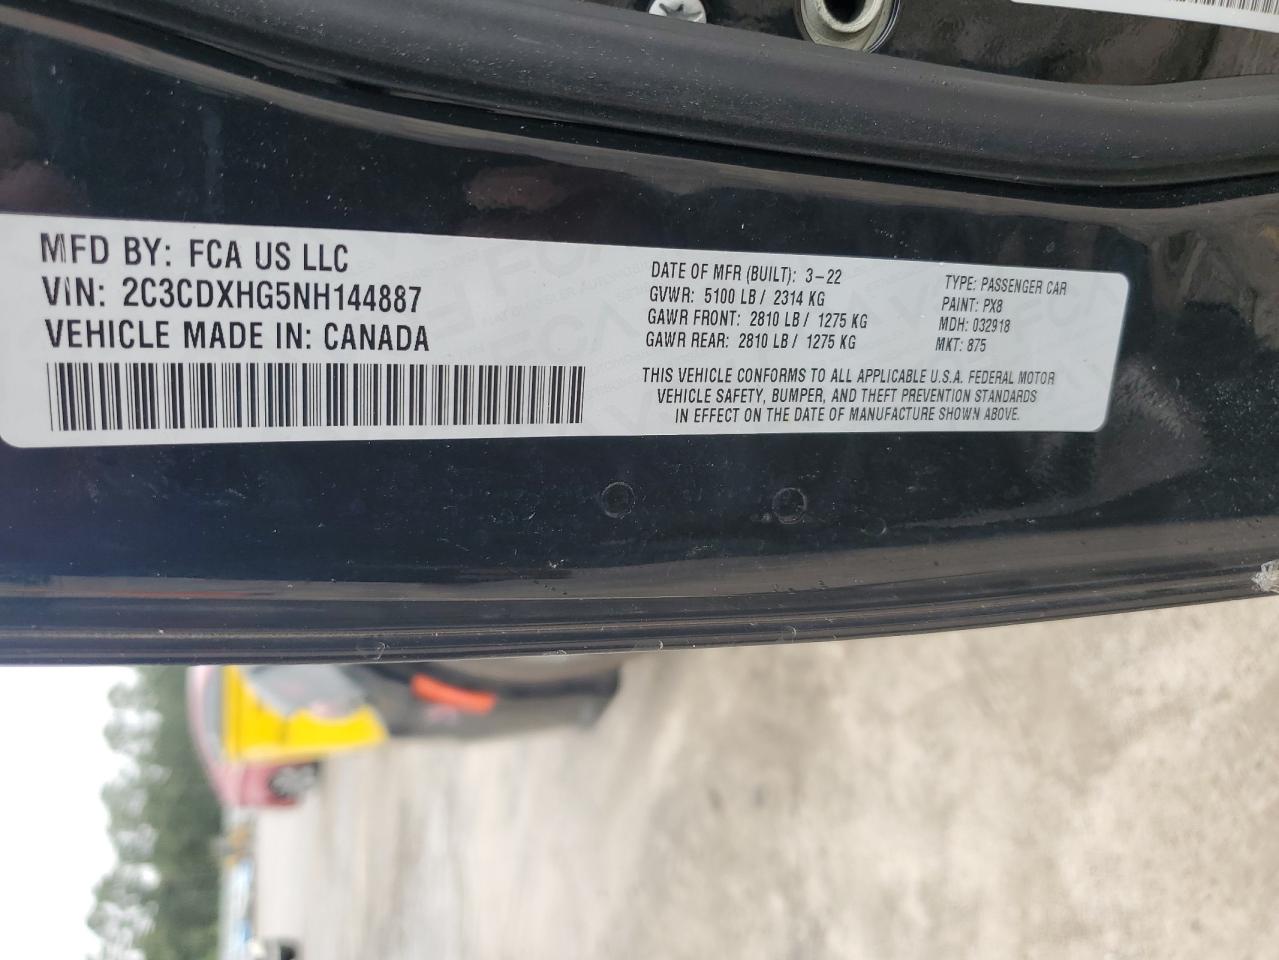 MFD BY: FCA US LLC
VIN: 2C3CDXHG5NH144887
VEHICLE MADE IN: CANADA
DATE OF MFR (BUILT): 3-22
GVWR: 5100 LB / 2314 KG
GAWR FRONT: 2810 LB / 1275 KG
GAWR REAR: 2810 LB / 1275 KG
TYPE: PASSENGER CAR
PAINT: PX8
MDH: 032918
MKT: 875
THIS VEHICLE CONFORMS TO ALL APPLICABLE U.S.A. FEDERAL MOTOR
VEHICLE SAFETY, BUMPER, AND THEFT PREVENTION STANDARDS
IN EFFECT ON THE DATE OF MANUFACTURE SHOWN ABOVE.